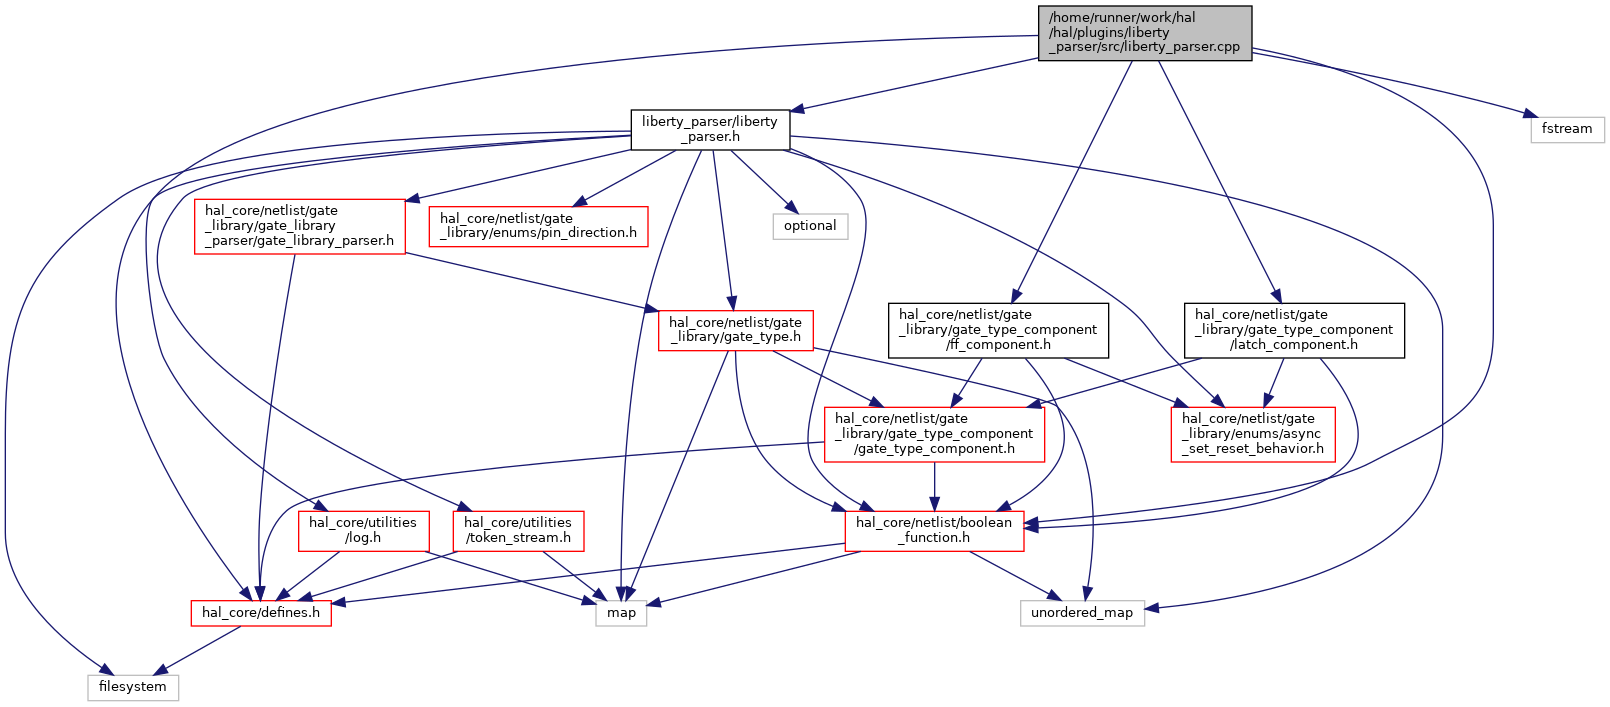 /home/runner/work/hal
/hal/plugins/liberty
_parser/src/liberty_parser.cpp
liberty_parser/liberty
_parser.h
fstream
hal_core/netlist/gate
_library/gate_library
_parser/gate_library_parser.h
hal_core/netlist/gate
_library/enums/pin_direction.h
optional
hal_core/netlist/gate
_library/gate_type.h
hal_core/netlist/gate
_library/gate_type_component
/ff_component.h
hal_core/netlist/gate
_library/gate_type_component
/latch_component.h
hal_core/netlist/gate
_library/gate_type_component
/gate_type_component.h
hal_core/netlist/gate
_library/enums/async
_set_reset_behavior.h
hal_core/utilities
/log.h
hal_core/utilities
/token_stream.h
hal_core/netlist/boolean
_function.h
hal_core/defines.h
map
unordered_map
filesystem